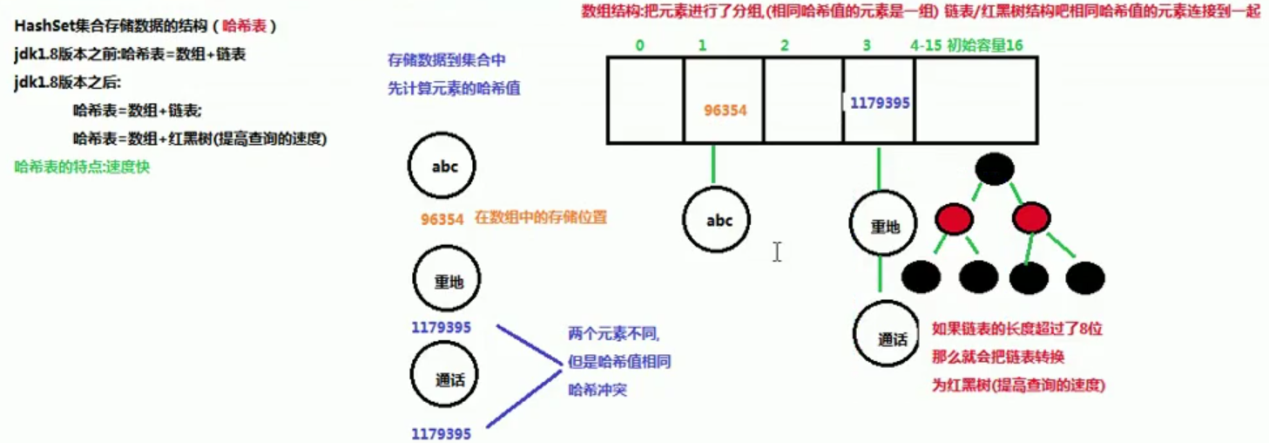 HashSet集合存储数据的结构（哈希表）
jdk1.8版本之前:哈希表=数组+链表
jdk1.8版本之后:
哈希表=数组+链表;
哈希表=数组+红黑树(提高查询的速度)
哈希表的特点:速度快
存储数据到集合中
先计算元素的哈希值
abc
96354 在数组中的存储位置
重地
1179395
通话
1179395
两个元素不同,
但是哈希值相同
哈希冲突
数组结构:把元素进行了分组,(相同哈希值的元素是一组) 链表/红黑树结构吧相同哈希值的元素连接到一起
0 1 2 3 4-15 初始容量16
96354 1179395
abc
重地
通话
如果链表的长度超过了8位
那么就会把链表转换
为红黑树(提高查询的速度)